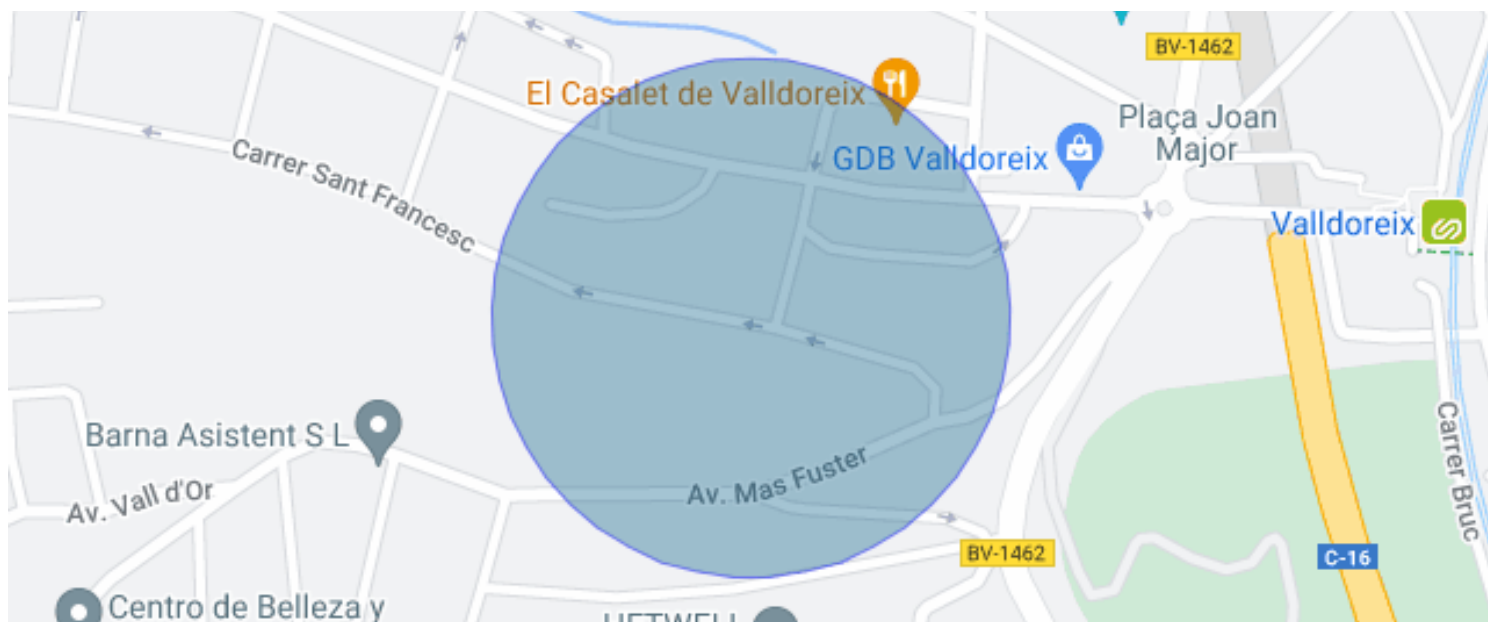 BV-1462
El Casalet de Valldoreix
Plaça Joan
Major
GDB Valldoreix
Carrer Sant Francesc
Valldoreix
Barna Asistent S L
Av. Vall d'Or
Av. Mas Fuster
Carrer Bruc
BV-1462
C-16
Centro de Belleza y